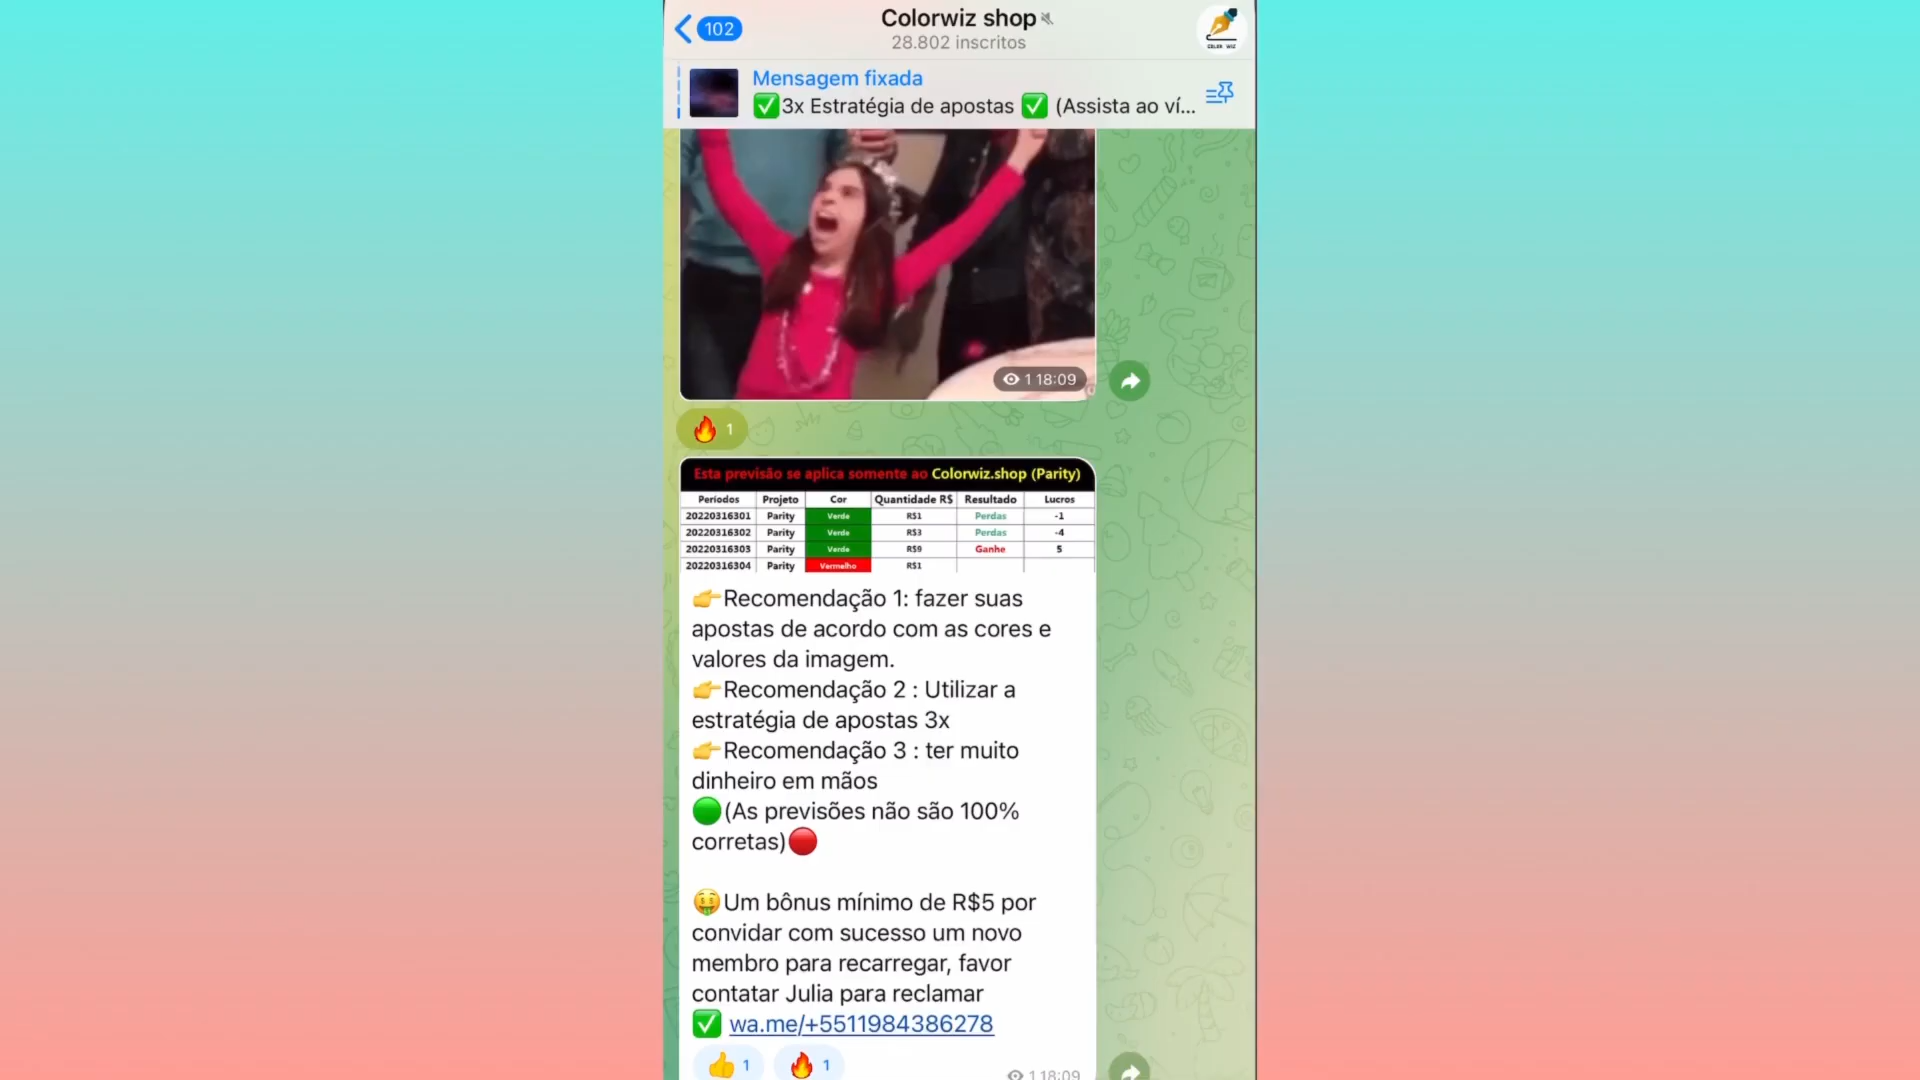 102
Colorwiz shop
28.802 inscritos
COLOR WIZ
Mensagem fixada
✅3x Estratégia de apostas ✅ (Assista ao ví...
1 18:09
🔥 1
Esta previsão se aplica somente ao Colorwiz.shop (Parity)
Períodos Projeto Cor Quantidade R$ Resultado Lucros
20220316301 Parity Verde R$1 Perdas -1
20220316302 Parity Verde R$3 Perdas -4
20220316303 Parity Verde R$9 Ganhe 5
20220316304 Parity Vermelho R$1
👉Recomendação 1: fazer suas
apostas de acordo com as cores e
valores da imagem.
👉Recomendação 2 : Utilizar a
estratégia de apostas 3x
👉Recomendação 3 : ter muito
dinheiro em mãos
🟢(As previsões não são 100%
corretas)🔴
🤑Um bônus mínimo de R$5 por
convidar com sucesso um novo
membro para recarregar, favor
contatar Julia para reclamar
✅ wa.me/+5511984386278
👍 1 🔥 1
1 18:09